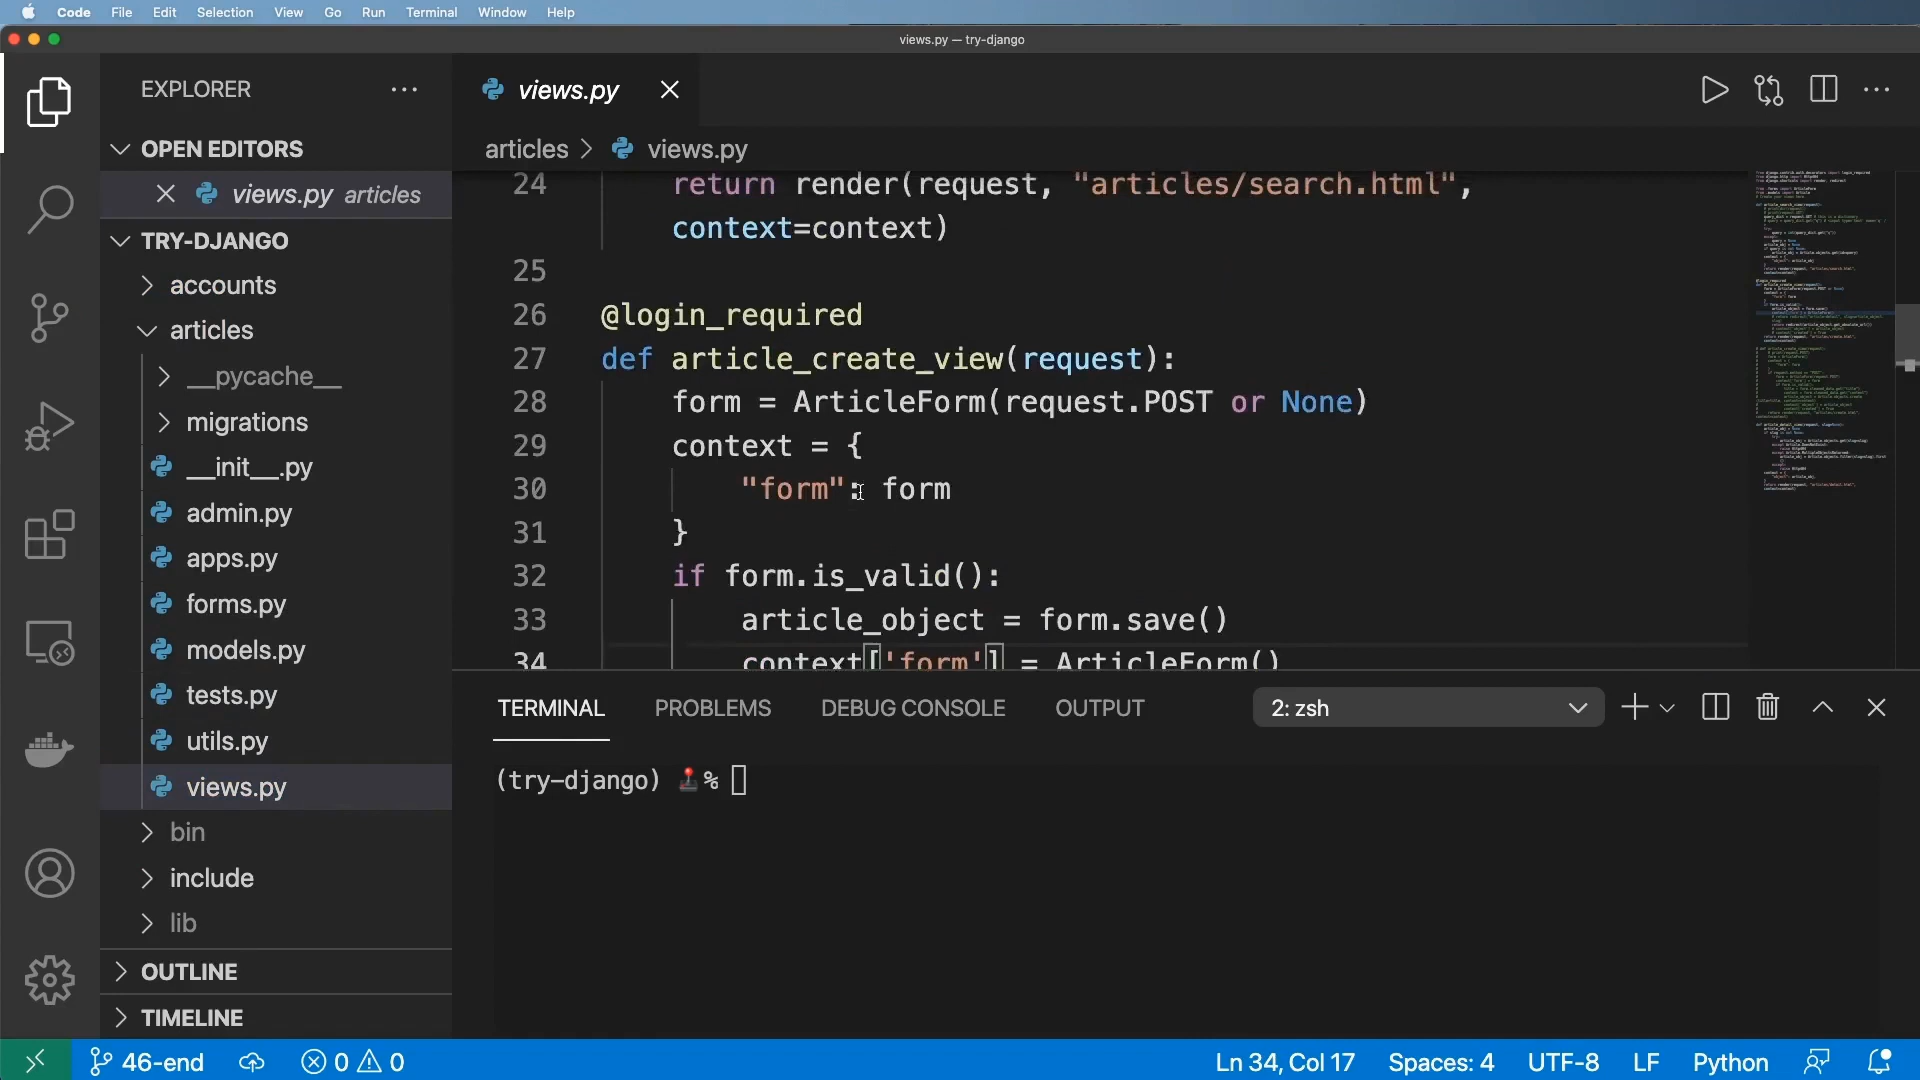 Code File Edit Selection View Go Run Terminal Window Help
views.py — try-django
EXPLORER
OPEN EDITORS
views.py articles
TRY-DJANGO
accounts
articles
__pycache__
migrations
__init__.py
admin.py
apps.py
forms.py
models.py
tests.py
utils.py
views.py
bin
include
lib
OUTLINE
TIMELINE
views.py
articles > views.py
24 return render(request, "articles/search.html",
context=context)
25
26 @login_required
27 def article_create_view(request):
28 form = ArticleForm(request.POST or None)
29 context = {
30 "form": form
31 }
32 if form.is_valid():
33 article_object = form.save()
34 context['form'] = ArticleForm()
TERMINAL PROBLEMS DEBUG CONSOLE OUTPUT 2: zsh
(try-django) 🕹️%
46-end 0 0 Ln 34, Col 17 Spaces: 4 UTF-8 LF Python